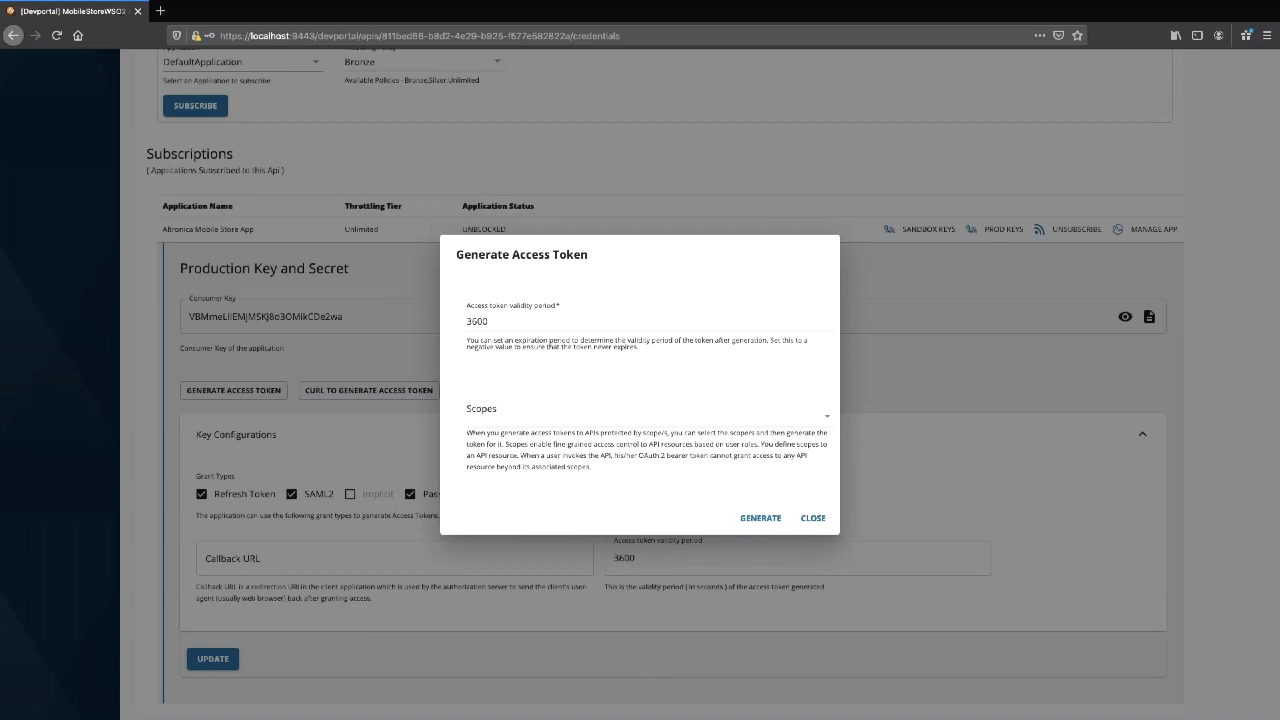 [Devportal] MobileStoreWSO2
https://localhost:9443/devportal/apis/811bed66-b8d2-4e29-b925-f677e582822a/credentials
DefaultApplication
Bronze
Select an Application to subscribe
Available Policies - Bronze,Silver,Unlimited
SUBSCRIBE
Subscriptions
( Applications Subscribed to this Api )
Application Name Throttling Tier Application Status
Altronica Mobile Store App Unlimited UNBLOCKED SANDBOX KEYS PROD KEYS UNSUBSCRIBE MANAGE APP
Production Key and Secret
Consumer Key
Consumer Key of the application
GENERATE ACCESS TOKEN CURL TO GENERATE ACCESS TOKEN
Key Configurations
Grant Types
Refresh Token SAML2 Implicit Pas
The application can use the following grant types to generate Access Tokens.
Callback URL
Callback URL is a redirection URI in the client application which is used by the authorization server to send the client's user-
agent (usually web browser) back after granting access.
Access token validity period
3600
This is the validity period ( in seconds ) of the access token generated
UPDATE
Generate Access Token
Access token validity period *
3600
You can set an expiration period to determine the validity period of the token after generation. Set this to a
negative value to ensure that the token never expires.
Scopes
When you generate access tokens to APIs protected by scope/s, you can select the scope/s and then generate the
token for it. Scopes enable fine-grained access control to API resources based on user roles. You define scopes to
an API resource. When a user invokes the API, his/her OAuth 2 bearer token cannot grant access to any API
resource beyond its associated scopes.
GENERATE CLOSE